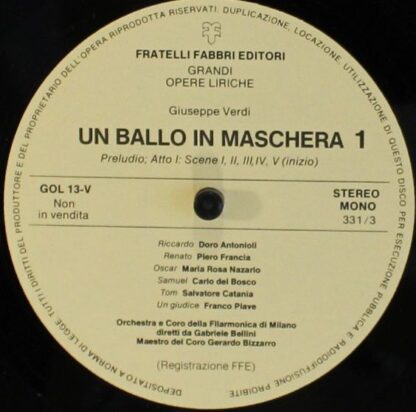 DEPOSITATO A NORMA DI LEGGE. TUTTI I DIRITTI DEL PRODUTTORE E DEL PROPRIETARIO DELL'OPERA RIPRODOTTA RISERVATI. DUPLICAZIONE, LOCAZIONE, UTILIZZAZIONE DI QUESTO DISCO PER ESECUZIONE PUBBLICA E RADIODIFFUSIONE PROIBITE
FRATELLI FABBRI EDITORI
GRANDI
OPERE LIRICHE
Giuseppe Verdi
UN BALLO IN MASCHERA 1
Preludio; Atto I: Scene I, II, III, IV, V (inizio)
GOL 13-V
Non
in vendita
STEREO
MONO
331/3
Riccardo Doro Antonioli
Renato Piero Francia
Oscar Maria Rosa Nazario
Samuel Carlo del Bosco
Tom Salvatore Catania
Un giudice Franco Piave
Orchestra e Coro della Filarmonica di Milano
diretti da Gabriele Bellini
Maestro del Coro Gerardo Bizzarro
(Registrazione FFE)